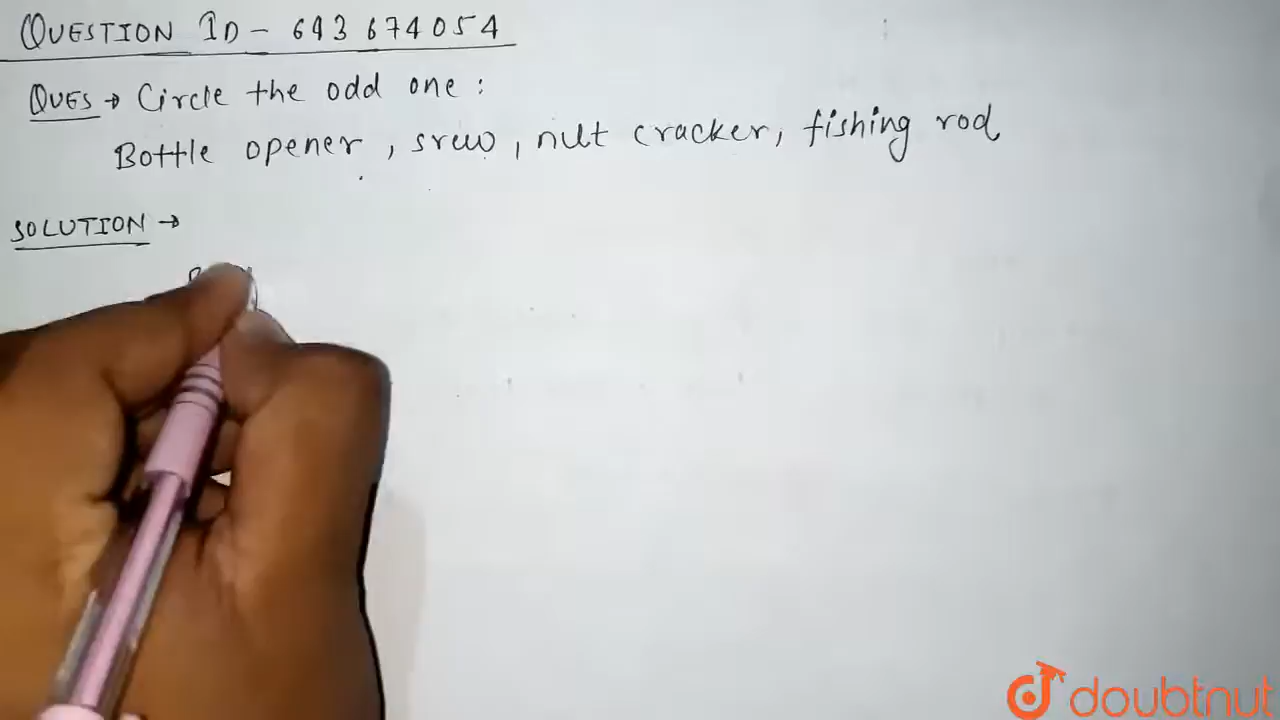 QUESTION ID - 643674054
QUES → Circle the odd one :
Bottle opener , srew , nut cracker, fishing rod
SOLUTION →
doubtnut